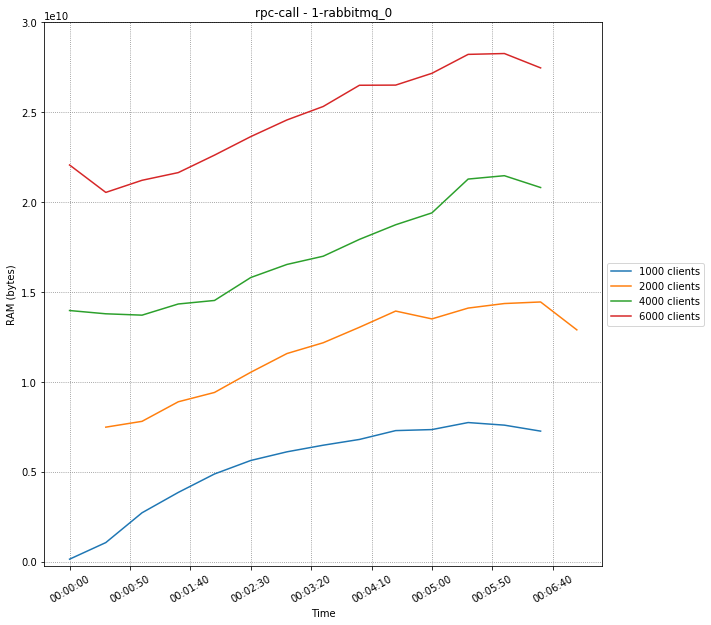 rpc-call - 1-rabbitmq_0
1e10
3.0
2.5
2.0
1.5
1.0
0.5
0.0
RAM (bytes)
00:00:00
00:00:50
00:01:40
00:02:30
00:03:20
00:04:10
00:05:00
00:05:50
00:06:40
Time
1000 clients
2000 clients
4000 clients
6000 clients